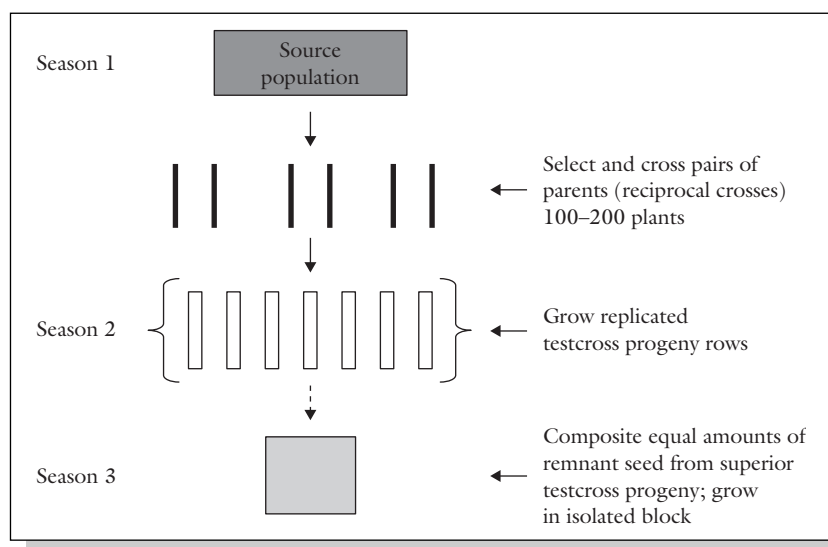 Season 1
Source
population
Select and cross pairs of
parents (reciprocal crosses)
100–200 plants
Season 2
Grow replicated
testcross progeny rows
Season 3
Composite equal amounts of
remnant seed from superior
testcross progeny; grow
in isolated block